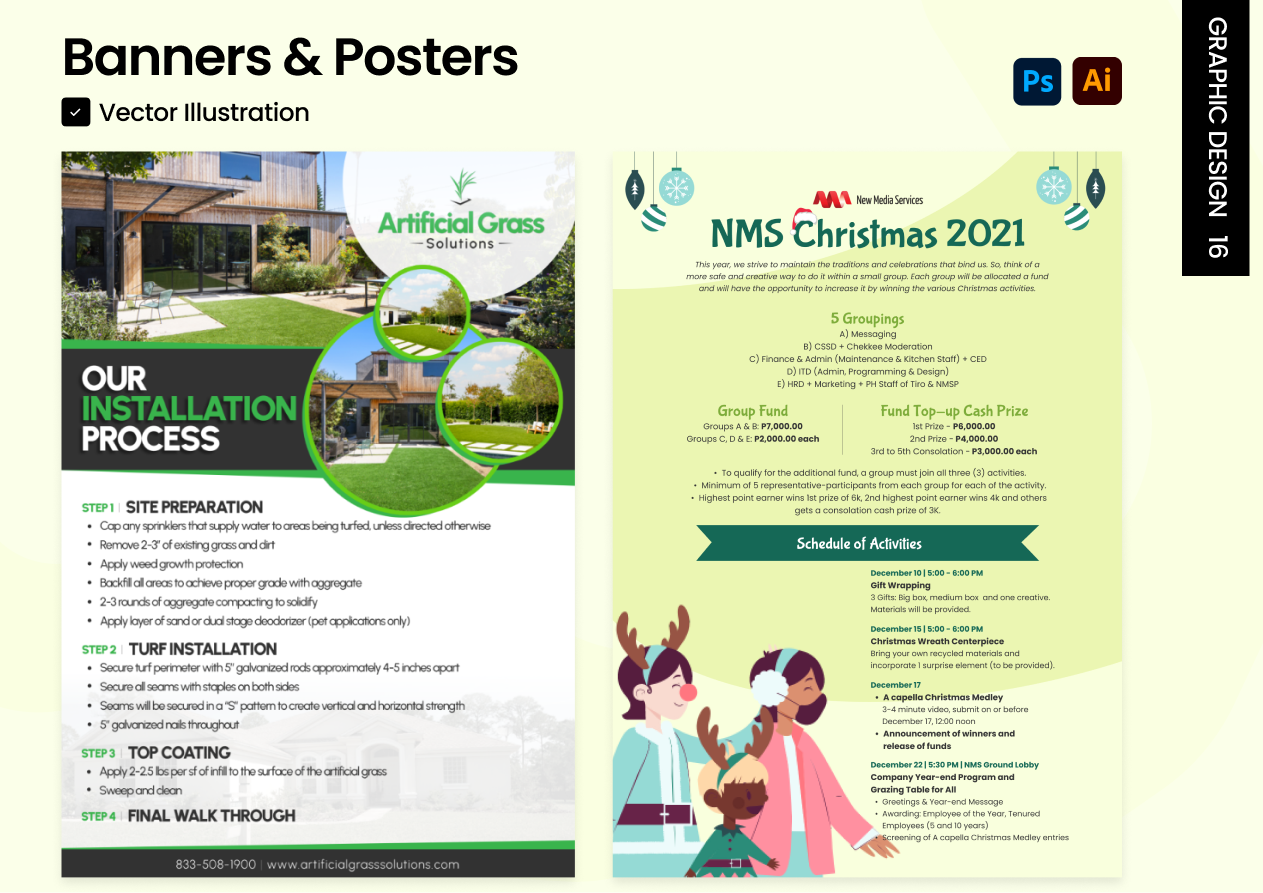 Banners & Posters
Vector Illustration
Ps Ai
GRAPHIC DESIGN 16
Artificial Grass
Solutions
OUR
INSTALLATION
PROCESS
STEP 1 | SITE PREPARATION
• Cap any sprinklers that supply water to areas being turfed, unless directed otherwise
• Remove 2-3" of existing grass and dirt
• Apply weed growth protection
• Backfill all areas to achieve proper grade with aggregate
• 2-3 rounds of aggregate compacting to solidify
• Apply layer of sand or dual stage deodorizer (pet applications only)
STEP 2 | TURF INSTALLATION
• Secure turf perimeter with 5" galvanized rods approximately 4-5 inches apart
• Secure all seams with staples on both sides
• Seams will be secured in a "S" pattern to create vertical and horizontal strength
• 5" galvanized nails throughout
STEP 3 | TOP COATING
• Apply 2-2.5 lbs per sf of infill to the surface of the artificial grass
• Sweep and clean
STEP 4 | FINAL WALK THROUGH
833-508-1900 | www.artificialgrasssolutions.com
New Media Services
NMS Christmas 2021
This year, we strive to maintain the traditions and celebrations that bind us. So, think of a
more safe and creative way to do it within a small group. Each group will be allocated a fund
and will have the opportunity to increase it by winning the various Christmas activities.
5 Groupings
A) Messaging
B) CSSD + Chekkee Moderation
C) Finance & Admin (Maintenance & Kitchen Staff) + CED
D) ITD (Admin, Programming & Design)
E) HRD + Marketing + PH Staff of Tiro & NMSP
Group Fund
Groups A & B: P7,000.00
Groups C, D & E: P2,000.00 each
Fund Top-up Cash Prize
1st Prize - P6,000.00
2nd Prize - P4,000.00
3rd to 5th Consolation - P3,000.00 each
• To qualify for the additional fund, a group must join all three (3) activities.
• Minimum of 5 representative-participants from each group for each of the activity.
• Highest point earner wins 1st prize of 6k, 2nd highest point earner wins 4k and others
gets a consolation cash prize of 3K.
Schedule of Activities
December 10 | 5:00 - 6:00 PM
Gift Wrapping
3 Gifts: Big box, medium box and one creative.
Materials will be provided.
December 15 | 5:00 - 6:00 PM
Christmas Wreath Centerpiece
Bring your own recycled materials and
incorporate 1 surprise element (to be provided).
December 17
• A capella Christmas Medley
3-4 minute video, submit on or before
December 17, 12:00 noon
• Announcement of winners and
release of funds
December 22 | 5:30 PM | NMS Ground Lobby
Company Year-end Program and
Grazing Table for All
• Greetings & Year-end Message
• Awarding: Employee of the Year, Tenured
Employees (5 and 10 years)
• Screening of A capella Christmas Medley entries